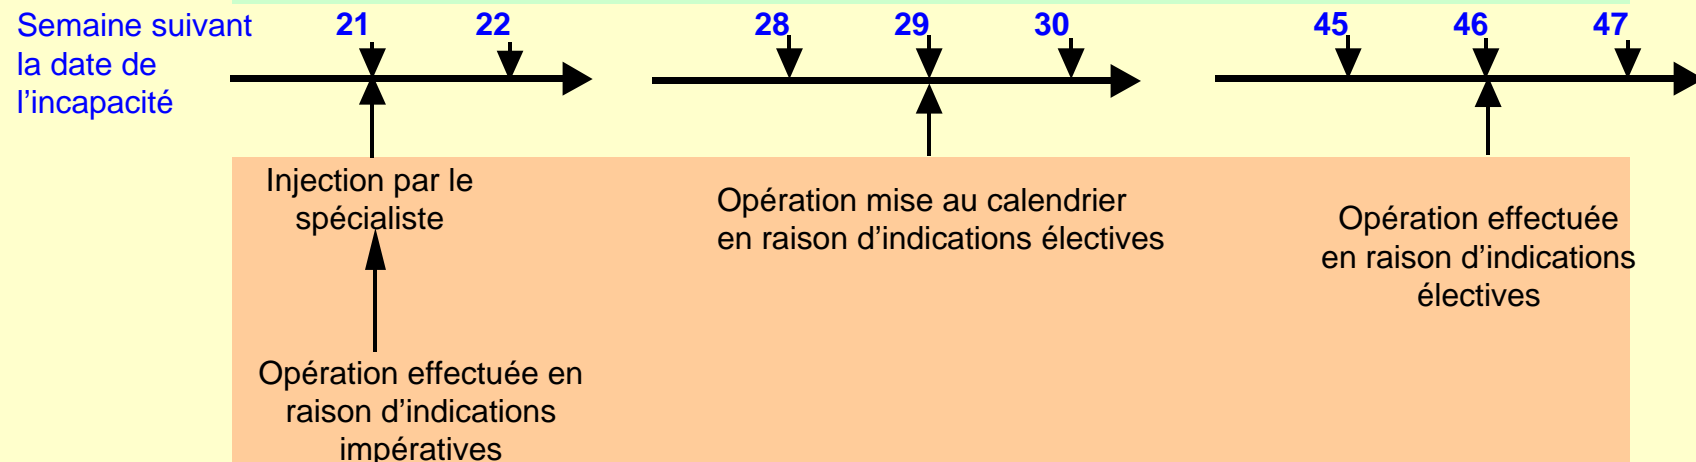 Semaine suivant
la date de
l'incapacité
21 22 28 29 30 45 46 47
Injection par le
spécialiste
Opération effectuée en
raison d'indications
impératives
Opération mise au calendrier
en raison d'indications électives
Opération effectuée
en raison d'indications
électives